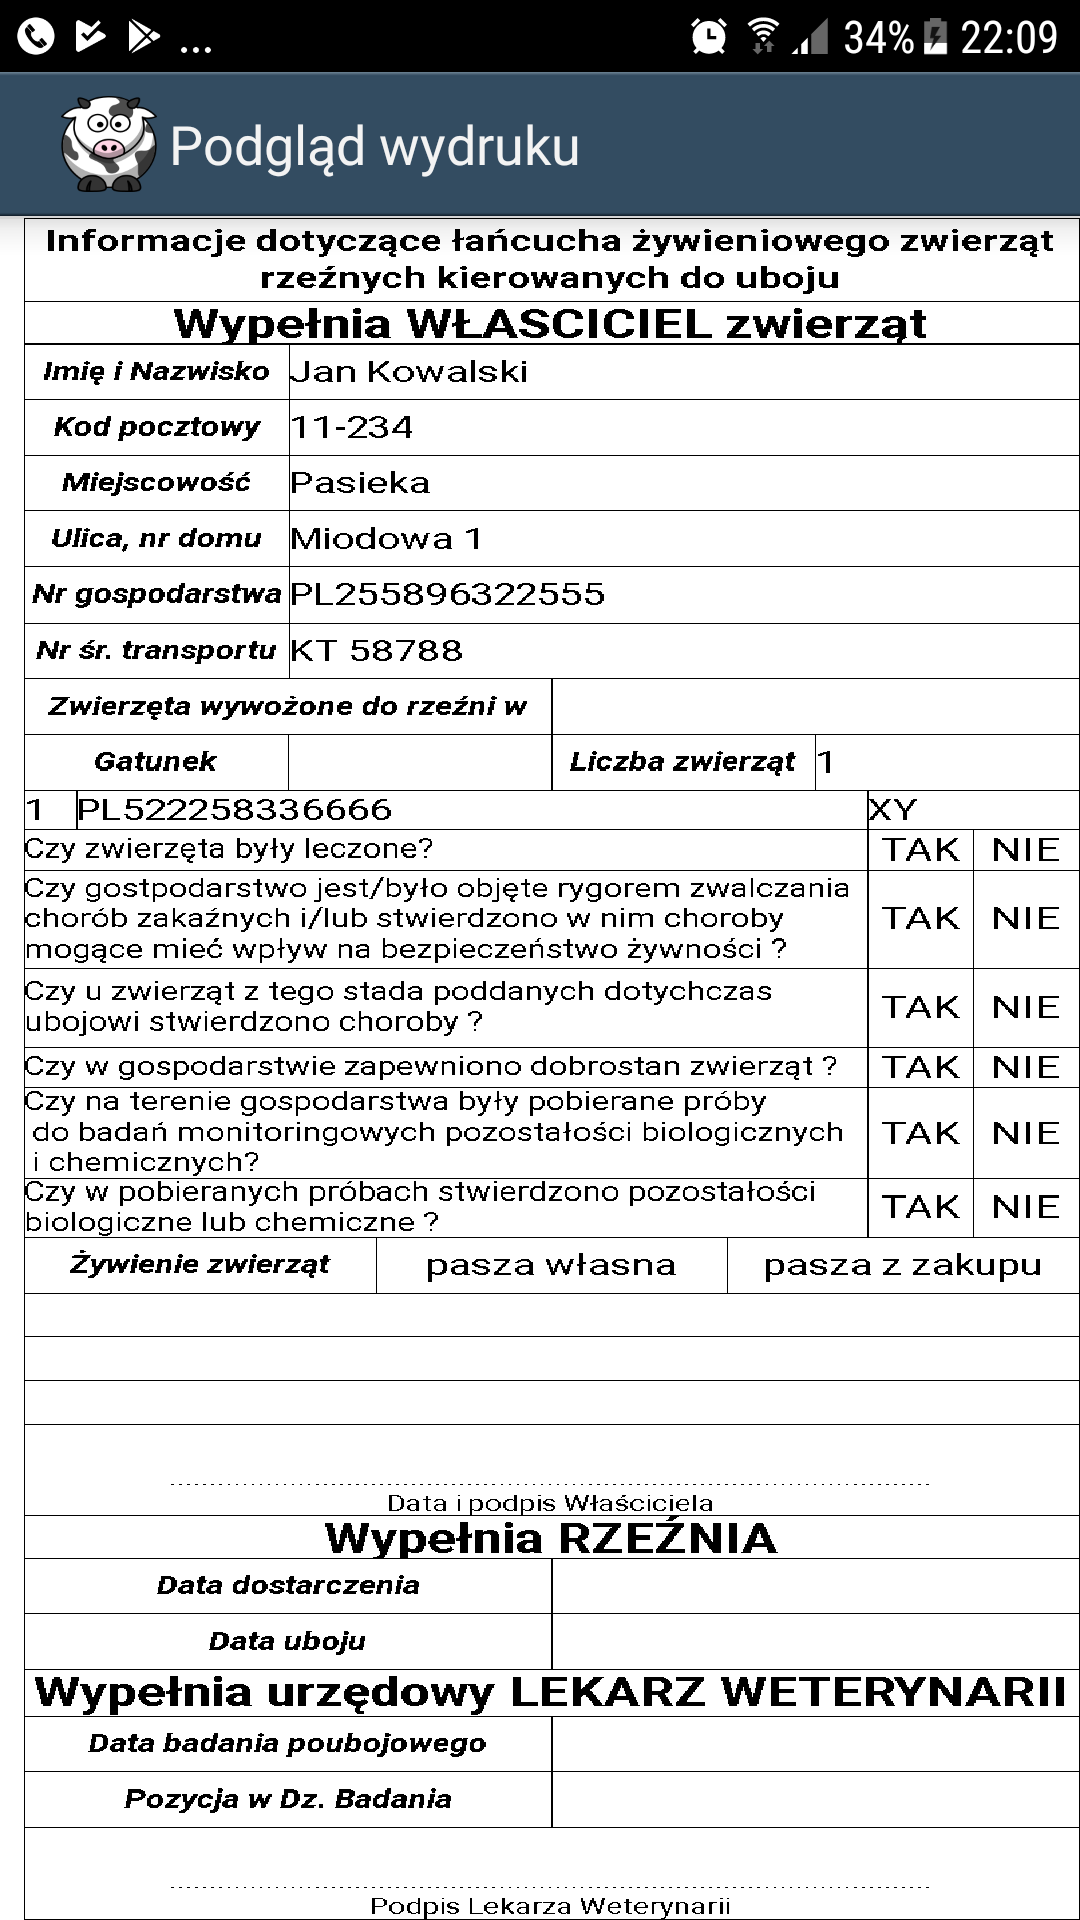 ... 34% 22:09
Podgląd wydruku
Informacje dotyczące łańcucha żywieniowego zwierząt
rzeźnych kierowanych do uboju
Wypełnia WŁASCICIEL zwierząt
Imię i Nazwisko Jan Kowalski
Kod pocztowy 11-234
Miejscowość Pasieka
Ulica, nr domu Miodowa 1
Nr gospodarstwa PL255896322555
Nr śr. transportu KT 58788
Zwierzęta wywożone do rzeźni w
Gatunek Liczba zwierząt 1
1 PL522258336666 XY
Czy zwierzęta były leczone? TAK NIE
Czy gostpodarstwo jest/było objęte rygorem zwalczania
chorób zakaźnych i/lub stwierdzono w nim choroby TAK NIE
mogące mieć wpływ na bezpieczeństwo żywności ?
Czy u zwierząt z tego stada poddanych dotychczas
ubojowi stwierdzono choroby ? TAK NIE
Czy w gospodarstwie zapewniono dobrostan zwierząt ? TAK NIE
Czy na terenie gospodarstwa były pobierane próby
do badań monitoringowych pozostałości biologicznych TAK NIE
i chemicznych?
Czy w pobieranych próbach stwierdzono pozostałości
biologiczne lub chemiczne ? TAK NIE
Żywienie zwierząt pasza własna pasza z zakupu
Data i podpis Właściciela
Wypełnia RZEŹNIA
Data dostarczenia
Data uboju
Wypełnia urzędowy LEKARZ WETERYNARII
Data badania poubojowego
Pozycja w Dz. Badania
Podpis Lekarza Weterynarii